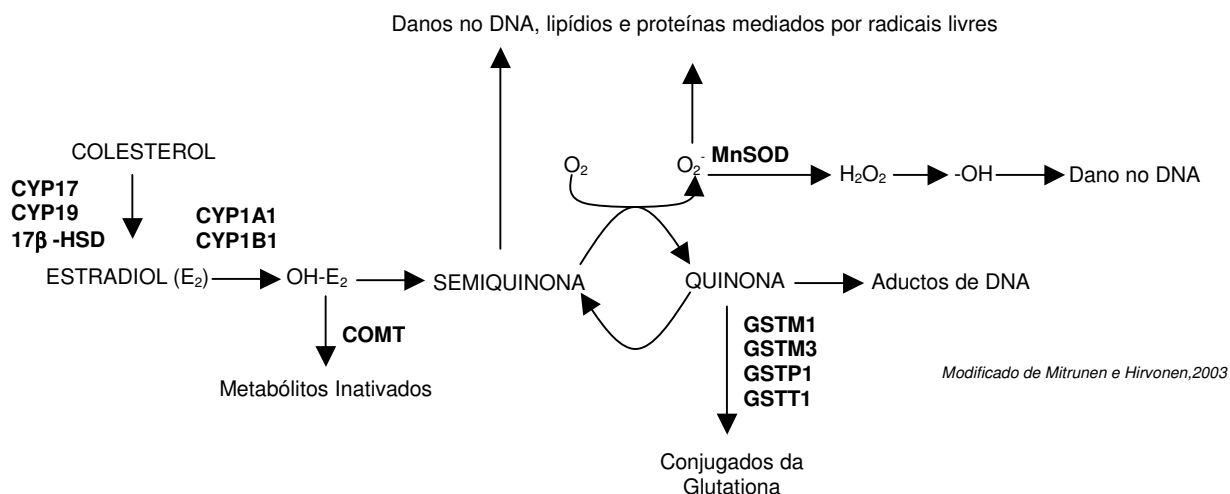 Danos no DNA, lipídios e proteínas mediados por radicais livres
COLESTEROL
CYP17
CYP19
17β -HSD
CYP1A1
CYP1B1
ESTRADIOL (E₂)
OH-E₂
COMT
Metabólitos Inativados
SEMIQUINONA
O₂
O₂⁻
MnSOD
H₂O₂
-OH
Dano no DNA
QUINONA
Aductos de DNA
GSTM1
GSTM3
GSTP1
GSTT1
Conjugados da
Glutationa
Modificado de Mitrunen e Hirvonen,2003